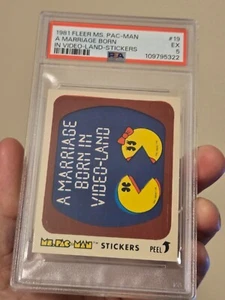 1981 FLEER MS. PAC-MAN #19
A MARRIAGE BORN EX
IN VIDEO-LAND-STICKERS 5
PSA 109795322
A MARRIAGE
BORN IN
VIDEO-LAND
MS. PAC-MAN™ STICKERS PEEL